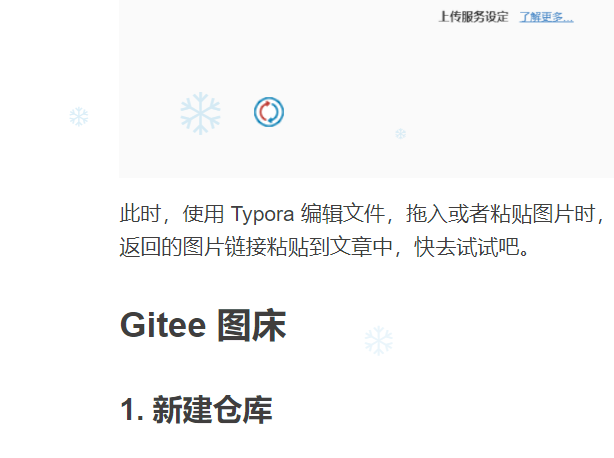 上传服务设定 了解更多...
此时，使用 Typora 编辑文件，拖入或者粘贴图片时，
返回的图片链接粘贴到文章中，快去试试吧。
Gitee 图床
1. 新建仓库